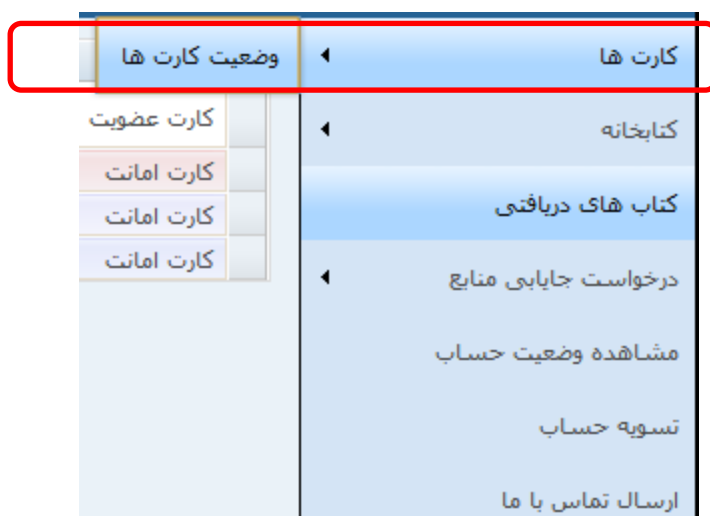 کارت ها
وضعیت کارت ها
کتابخانه
کتاب های دریافتی
درخواست جایابی منابع
مشاهده وضعیت حساب
تسویه حساب
ارسال تماس با ما
کارت عضویت
کارت امانت
کارت امانت
کارت امانت